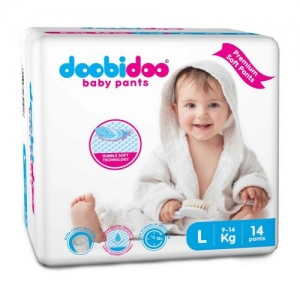 doobidoo
baby pants
Premium
Soft Pants
BUBBLE SOFT
TECHNOLOGY
L
9-14
Kg
14
pants